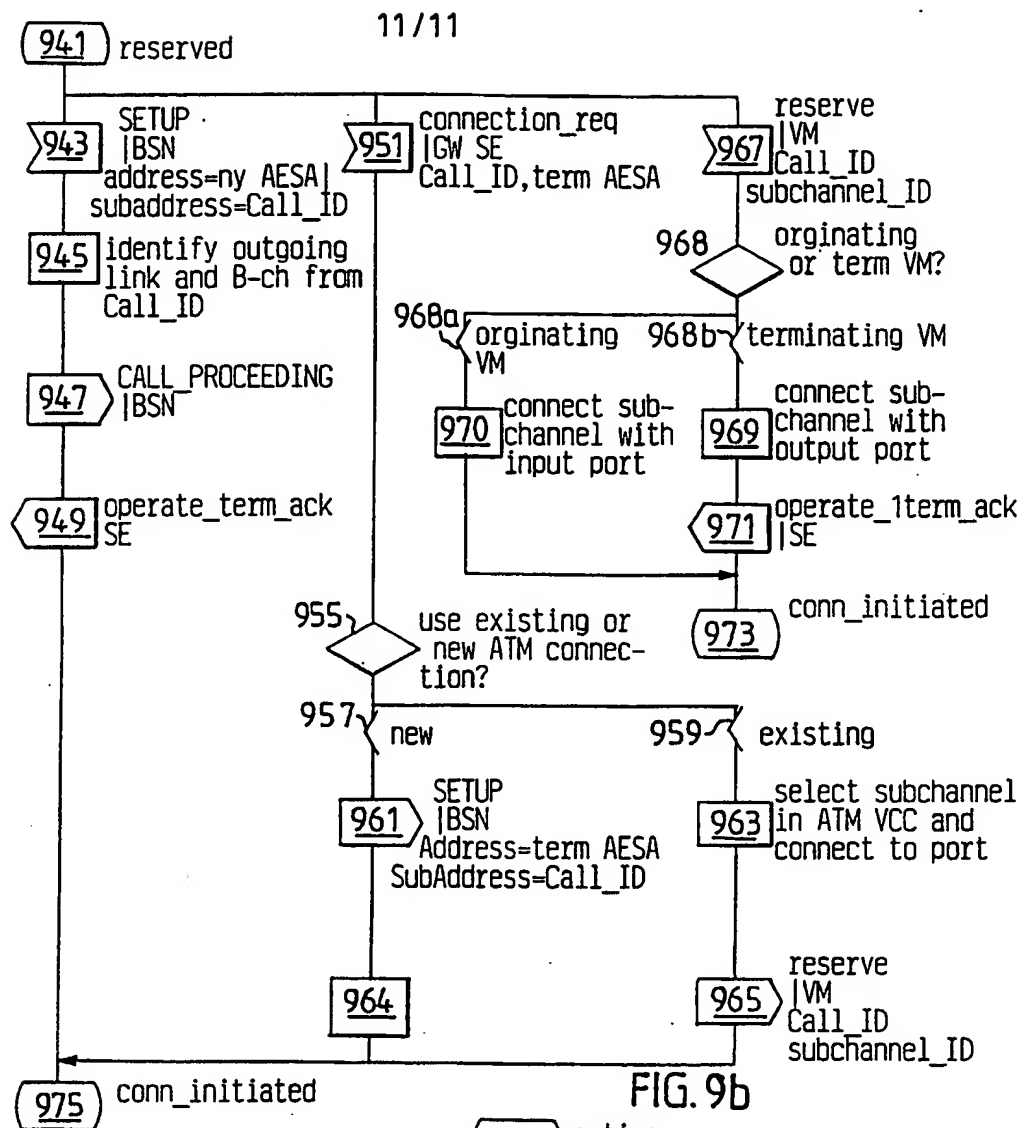 11/11
941 reserved
943 SETUP
|BSN
address=ny AESA|
subaddress=Call_ID
945 identify outgoing
link and B-ch from
Call_ID
947 CALL_PROCEEDING
|BSN
949 operate_term_ack
SE
951 connection_req
|GW SE
Call_ID, term AESA
967 reserve
|VM
Call_ID
subchannel_ID
968 orginating
or term VM?
968a orginating
VM
968b terminating VM
970 connect sub-
channel with
input port
969 connect sub-
channel with
output port
971 operate_1term_ack
|SE
973 conn_initiated
955 use existing or
new ATM connec-
tion?
957 new
959 existing
961 SETUP
|BSN
Address=term AESA
SubAddress=Call_ID
963 select subchannel
in ATM VCC and
connect to port
964
965 reserve
|VM
Call_ID
subchannel_ID
975 conn_initiated
FIG. 9b